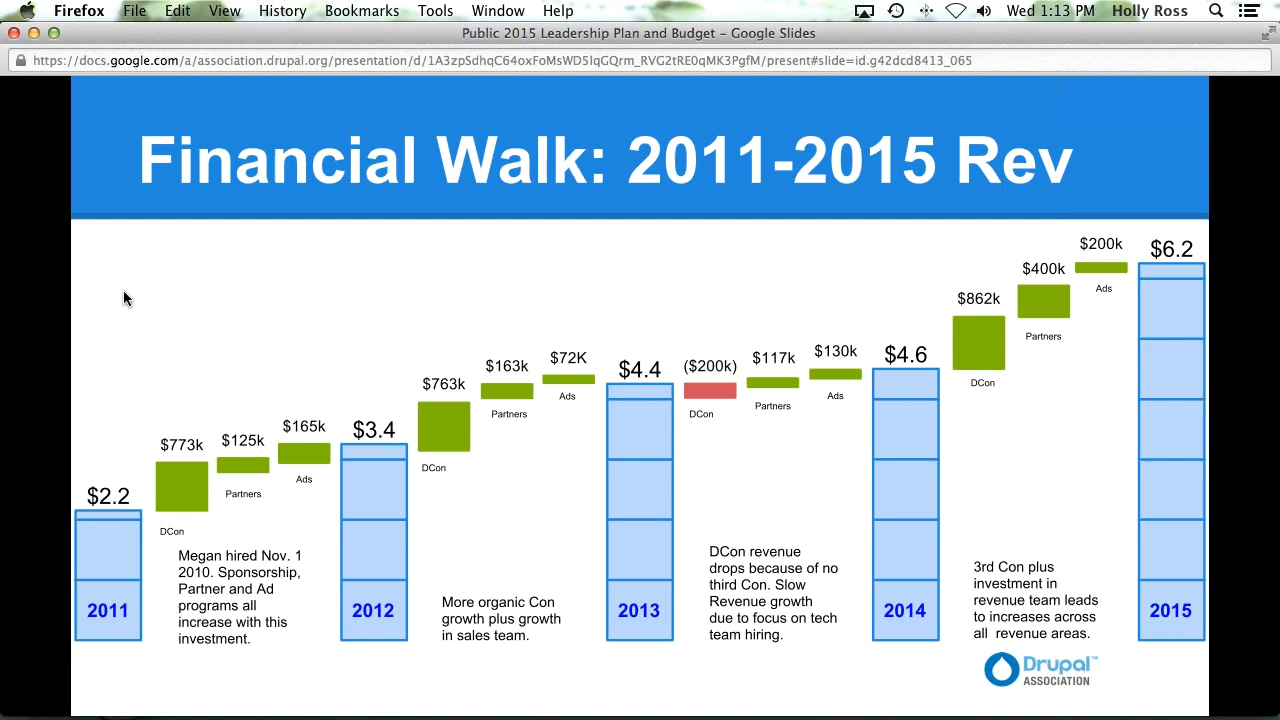 Firefox File Edit View History Bookmarks Tools Window Help Wed 1:13 PM Holly Ross
Public 2015 Leadership Plan and Budget – Google Slides
https://docs.google.com/a/association.drupal.org/presentation/d/1A3zpSdhqC64oxFoMsWD5lqGQrm_RVG2tRE0qMK3PgfM/present#slide=id.g42dcd8413_065
Financial Walk: 2011-2015 Rev
$2.2
2011
$773k
DCon
$125k
Partners
$165k
Ads
Megan hired Nov. 1
2010. Sponsorship,
Partner and Ad
programs all
increase with this
investment.
$3.4
2012
$763k
DCon
$163k
Partners
$72K
Ads
More organic Con
growth plus growth
in sales team.
$4.4
2013
($200k)
DCon
$117k
Partners
$130k
Ads
DCon revenue
drops because of no
third Con. Slow
Revenue growth
due to focus on tech
team hiring.
$4.6
2014
$862k
DCon
$400k
Partners
$200k
Ads
3rd Con plus
investment in
revenue team leads
to increases across
all revenue areas.
$6.2
2015
Drupal™
ASSOCIATION